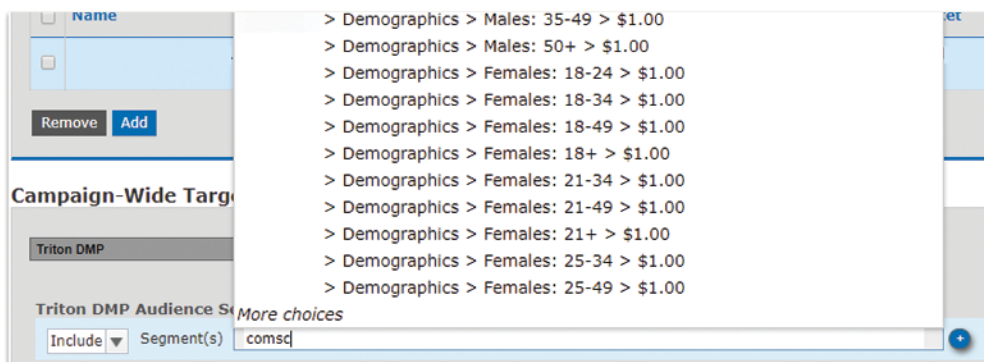 Name
> Demographics > Males: 35-49 > $1.00
> Demographics > Males: 50+ > $1.00
> Demographics > Females: 18-24 > $1.00
> Demographics > Females: 18-34 > $1.00
> Demographics > Females: 18-49 > $1.00
> Demographics > Females: 18+ > $1.00
> Demographics > Females: 21-34 > $1.00
> Demographics > Females: 21-49 > $1.00
> Demographics > Females: 21+ > $1.00
> Demographics > Females: 25-34 > $1.00
> Demographics > Females: 25-49 > $1.00
More choices
Remove Add
Campaign-Wide Targ
Triton DMP
Triton DMP Audience Se
Include Segment(s) comsc